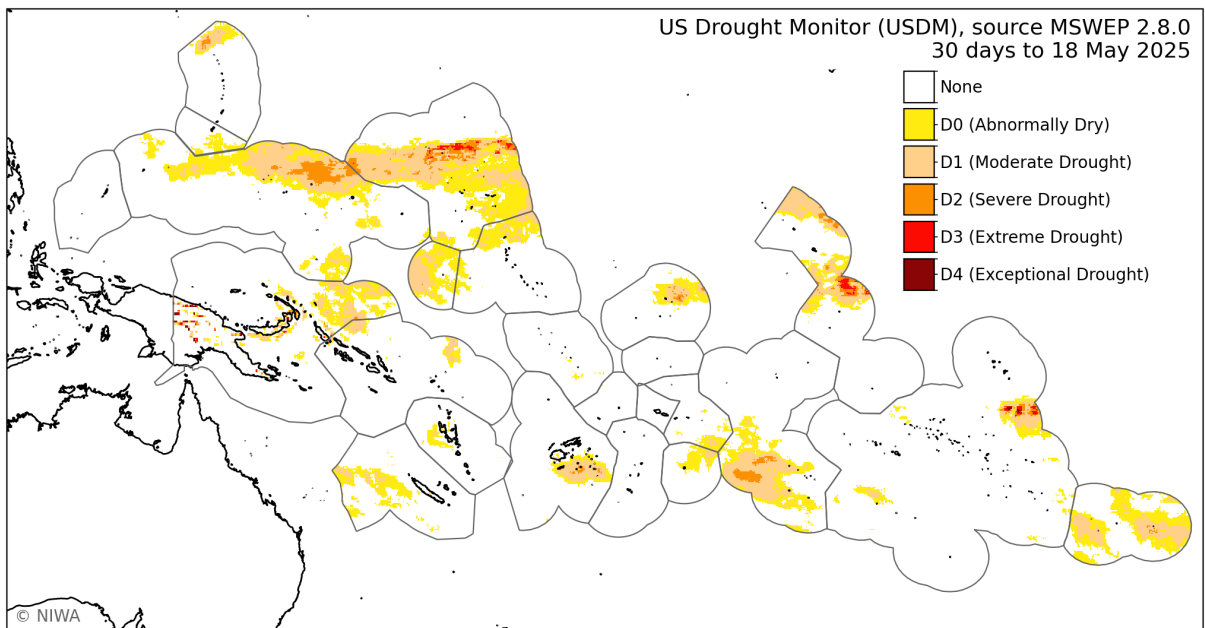 US Drought Monitor (USDM), source MSWEP 2.8.0
30 days to 18 May 2025
None
D0 (Abnormally Dry)
D1 (Moderate Drought)
D2 (Severe Drought)
D3 (Extreme Drought)
D4 (Exceptional Drought)
© NIWA